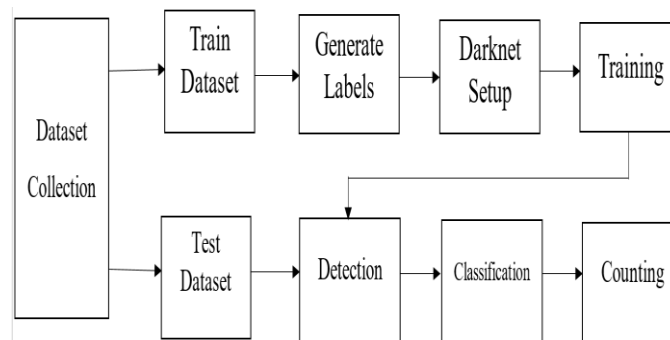 Dataset
Collection
Train
Dataset
Generate
Labels
Darknet
Setup
Training
Test
Dataset
Detection
Classification
Counting